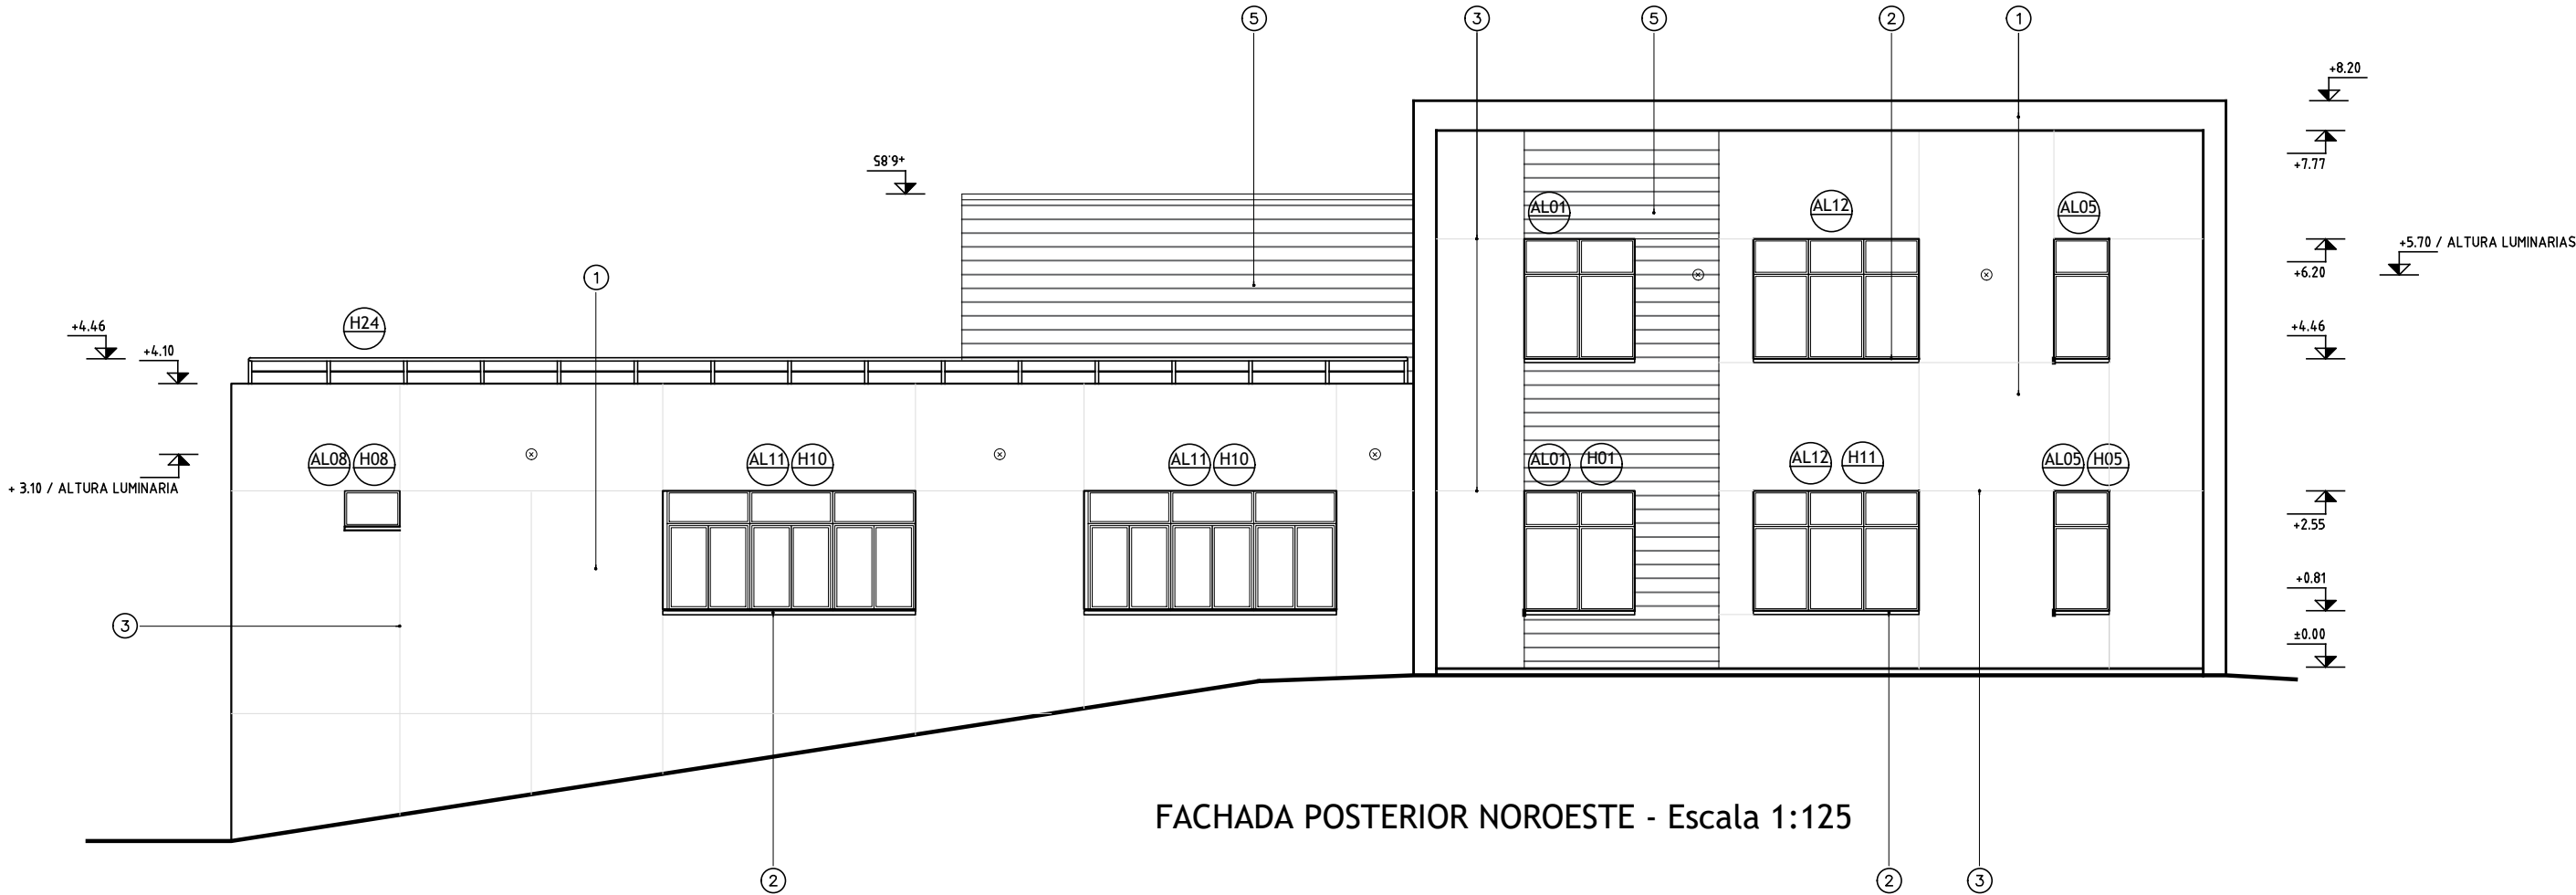 5
3
5
2
1
+8.20
+6.85
+7.77
AL01
AL12
AL05
+5.70 / ALTURA LUMINARIAS
+6.20
1
H24
+4.46
+4.10
+4.46
AL08 H08
AL11 H10
AL11 H10
AL01 H01
AL12 H11
AL05 H05
+ 3.10 / ALTURA LUMINARIA
+2.55
+0.81
3
±0.00
FACHADA POSTERIOR NOROESTE - Escala 1:125
2
2
3